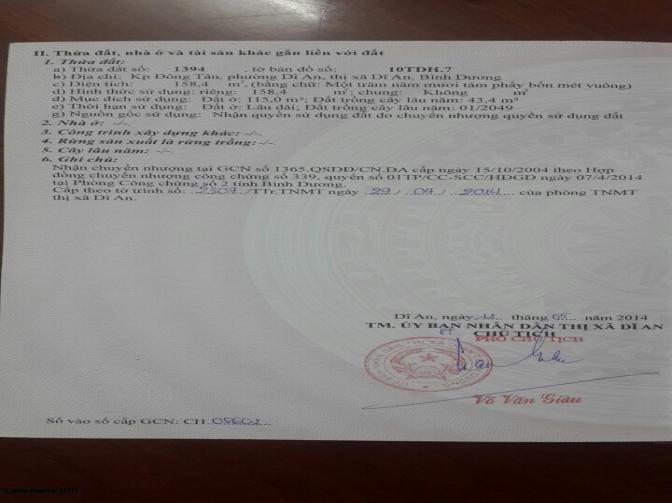 II. Thửa đất, nhà ở và tài sản khác gắn liền với đất
1. Thửa đất:
a) Thửa đất số: 1394 , tờ bản đồ số: 10TDH.7
b) Địa chỉ: Kp Đông Tân, phường Dĩ An, thị xã Dĩ An, Bình Dương
c) Diện tích: 158,4 m², (bằng chữ: Một trăm năm mươi tám phẩy bốn mét vuông)
d) Hình thức sử dụng: riêng: 158,4 m²; chung: Không m²
đ) Mục đích sử dụng: Đất ở: 115,0 m²; Đất trồng cây lâu năm: 43,4 m²
e) Thời hạn sử dụng: Đất ở: Lâu dài; Đất trồng cây lâu năm: 01/2049
g) Nguồn gốc sử dụng: Nhận quyền sử dụng đất do chuyển nhượng quyền sử dụng đất
2. Nhà ở: -/-.
3. Công trình xây dựng khác: -/-.
4. Rừng sản xuất là rừng trồng: -/-.
5. Cây lâu năm: -/-.
6. Ghi chú:
Nhận chuyển nhượng tại GCN số 1365.QSDĐ/CN.DA cấp ngày 15/10/2004 theo Hợp
đồng chuyển nhượng công chứng số 339, quyển số 01TP/CC-SCC/HĐGD ngày 07/4/2014
tại Phòng Công chứng số 2 tỉnh Bình Dương.
Cấp theo tờ trình số: 2307 /TTr.TNMT ngày 29 / 04 / 2014 của phòng TNMT
thị xã Dĩ An.
Dĩ An, ngày tháng 05 năm 2014
TM. ỦY BAN NHÂN DÂN THỊ XÃ DĨ AN
KT CHỦ TỊCH
PHÓ CHỦ TỊCH
Võ Văn Giàu
Số vào sổ cấp GCN: CH